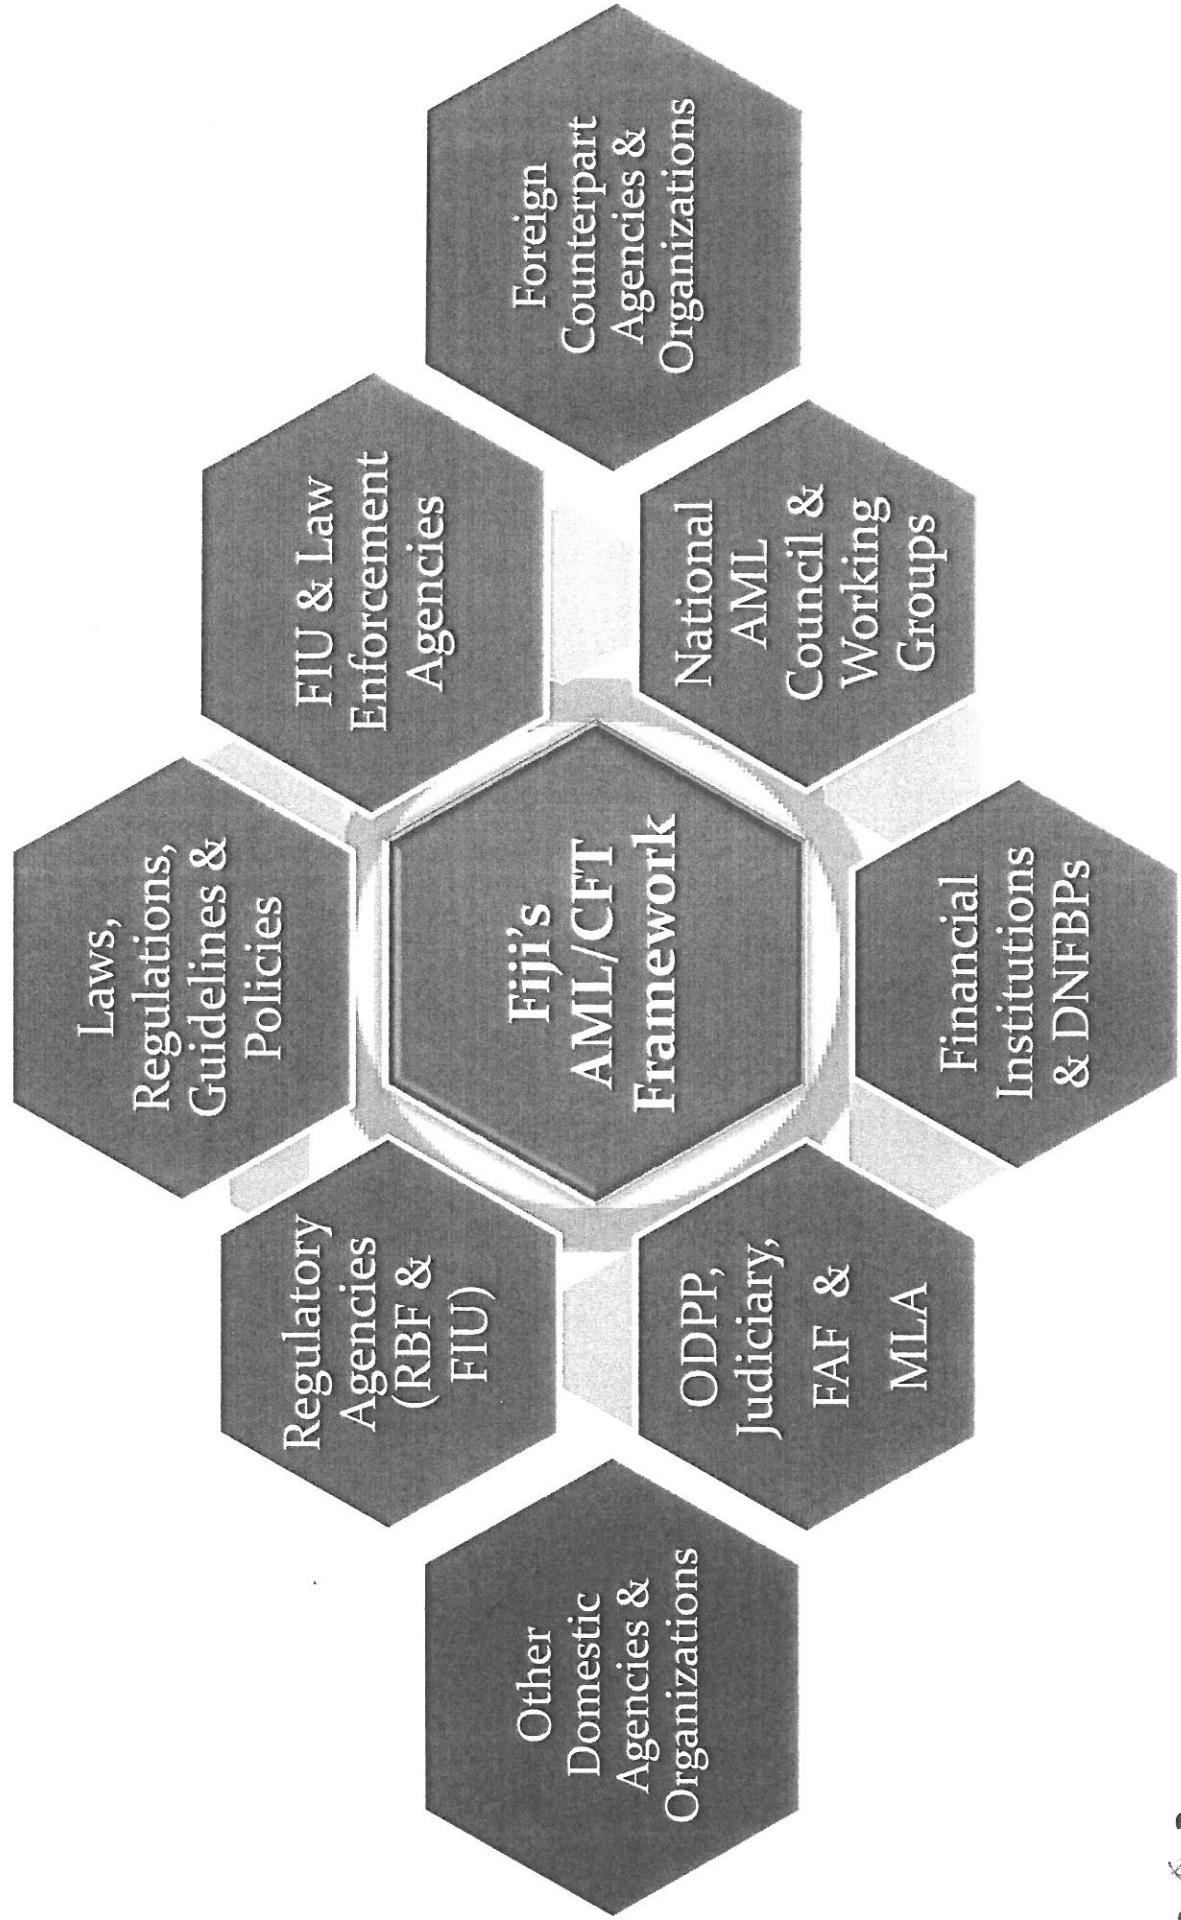 Laws,
Regulations,
Guidelines &
Policies
Regulatory
Agencies
(RBF &
FIU)
FIU & Law
Enforcement
Agencies
Other
Domestic
Agencies &
Organizations
Fiji's
AML/CFT
Framework
Foreign
Counterpart
Agencies &
Organizations
ODPP,
Judiciary,
FAF &
MLA
National
AML
Council &
Working
Groups
Financial
Institutions
& DNFBPs